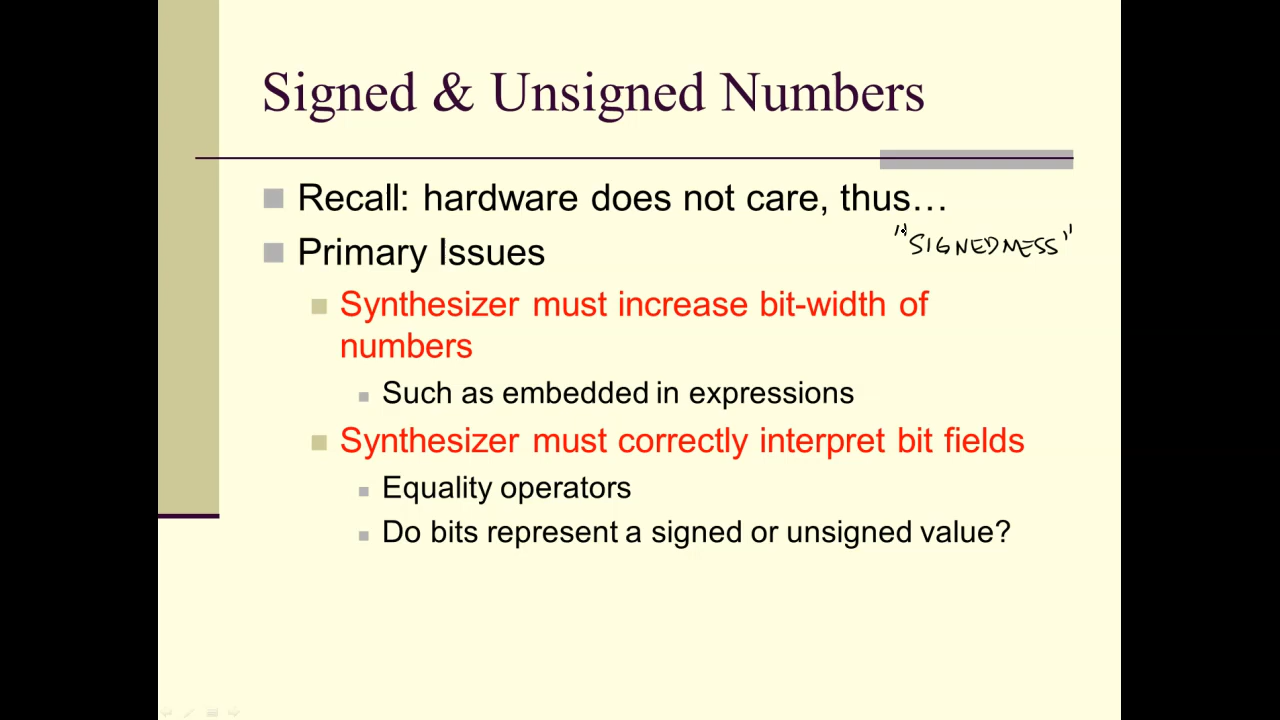 Signed & Unsigned Numbers
Recall: hardware does not care, thus…
"SIGNEDNESS"
Primary Issues
Synthesizer must increase bit-width of
numbers
Such as embedded in expressions
Synthesizer must correctly interpret bit fields
Equality operators
Do bits represent a signed or unsigned value?